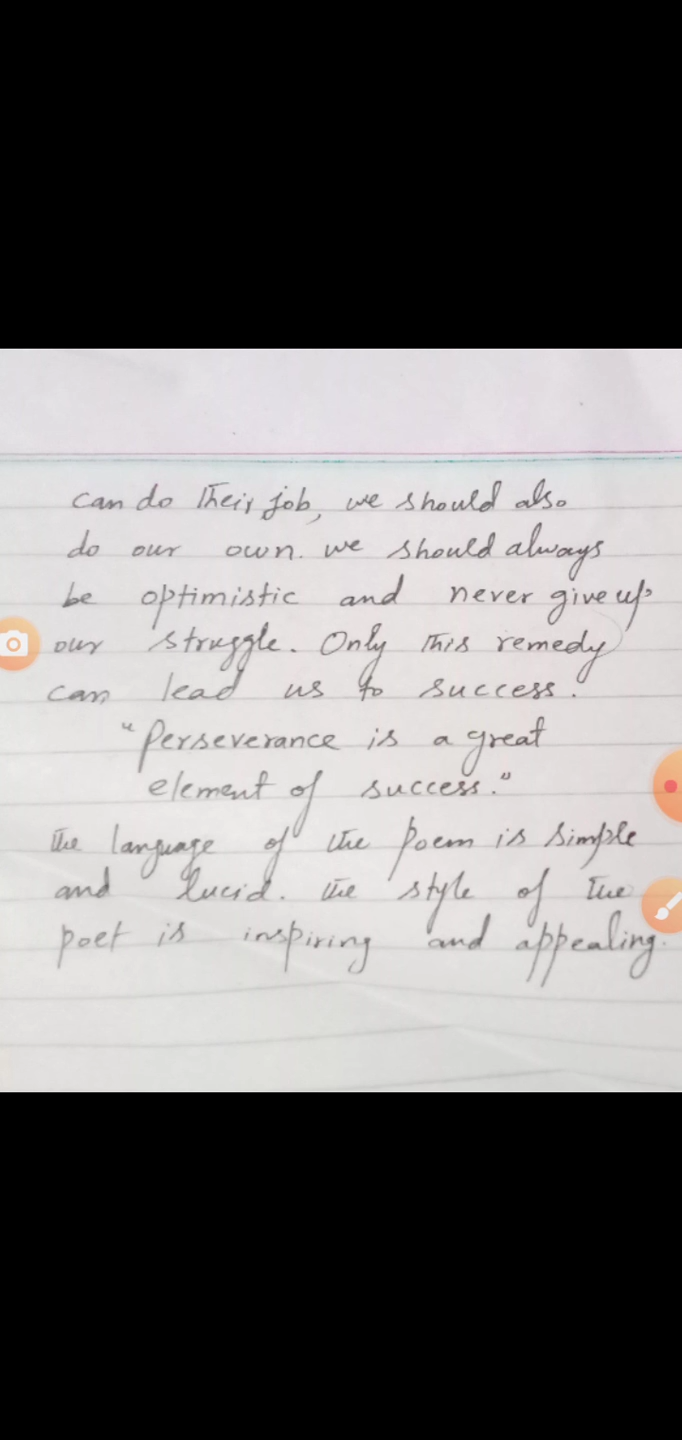 can do their job, we should also
do our own. we should always
be optimistic and never give up
our struggle. Only this remedy
can lead us to success.
"Perseverance is a great
element of success."
The language of the poem is simple
and lucid. The style of the
poet is inspiring and appealing.